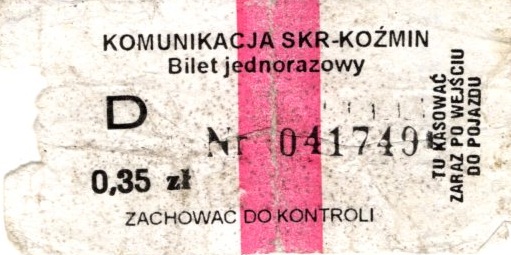 KOMUNIKACJA SKR-KOŹMIN
Bilet jednorazowy
D
Nr 041749
0,35 zł
ZACHOWAC DO KONTROLI
TU KASOWAĆ
ZARAZ PO WEJŚCIU
DO POJAZDU